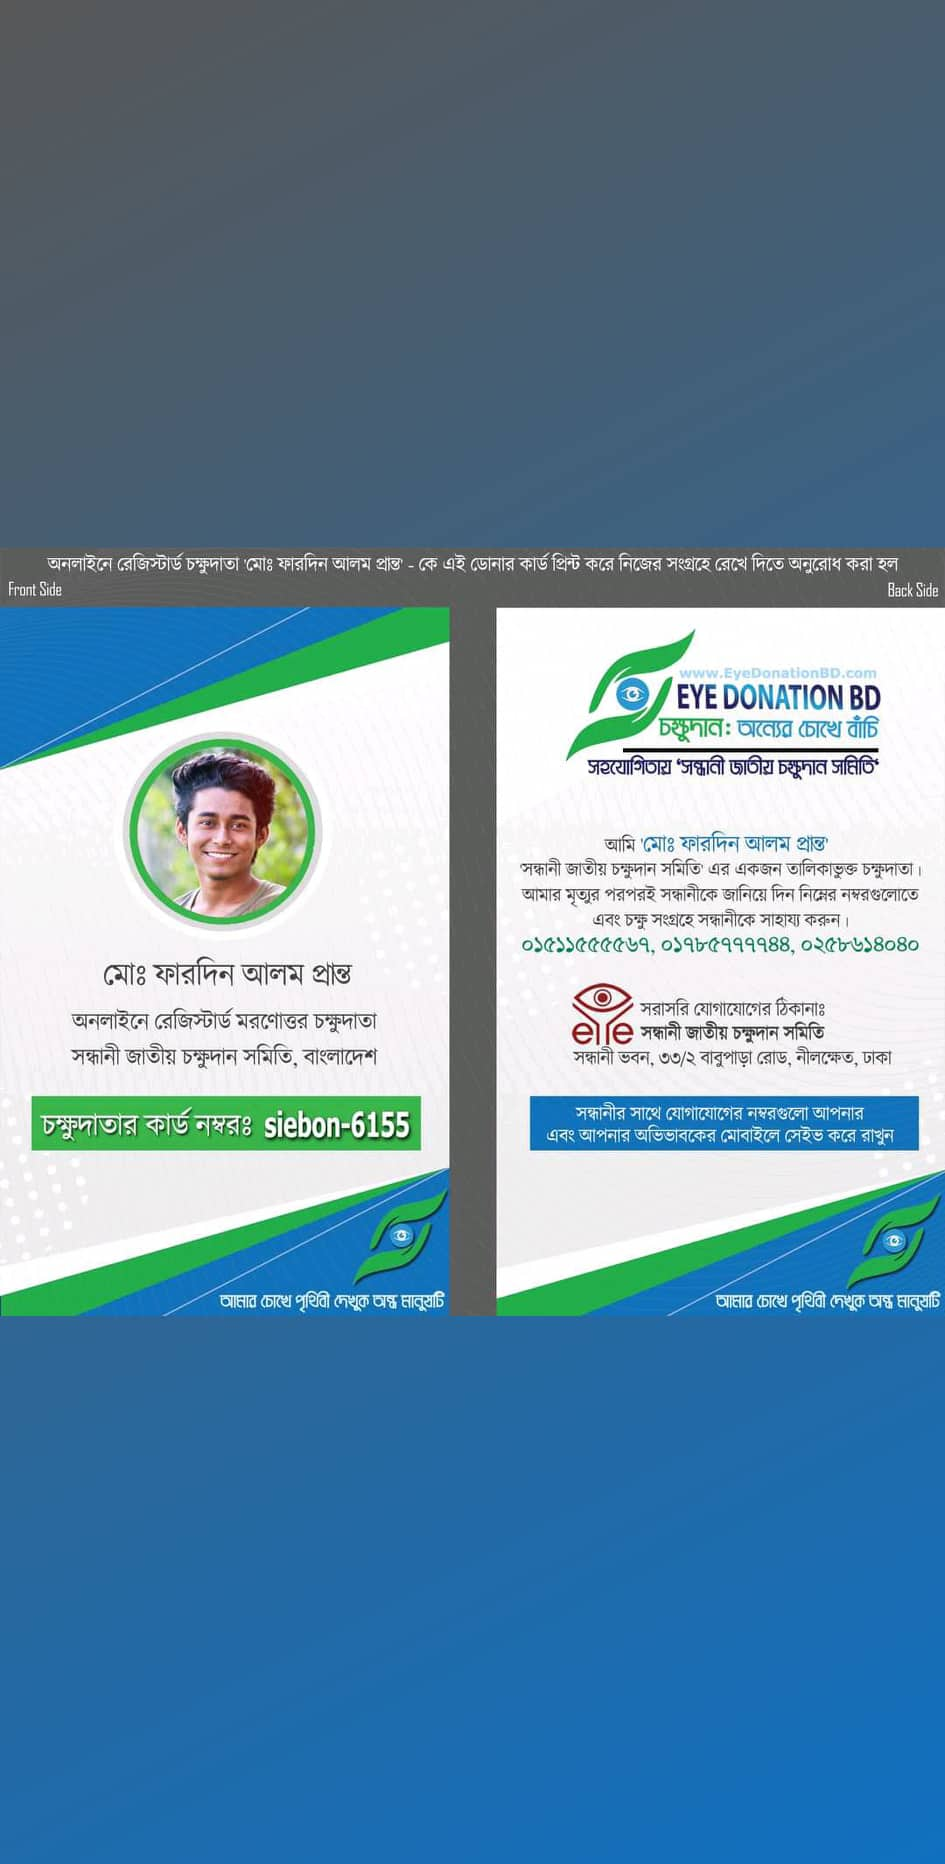 অনলাইনে রেজিস্টার্ড চক্ষুদাতা 'মোঃ ফারদিন আলম প্রান্ত' - কে এই ডোনার কার্ড প্রিন্ট করে নিজের সংগ্রহে রেখে দিতে অনুরোধ করা হল
Front Side
Back Side
মোঃ ফারদিন আলম প্রান্ত
অনলাইনে রেজিস্টার্ড মরণোত্তর চক্ষুদাতা
সন্ধানী জাতীয় চক্ষুদান সমিতি, বাংলাদেশ
চক্ষুদাতার কার্ড নম্বরঃ siebon-6155
আমার চোখে পৃথিবী দেখুক অন্ধ মানুষটি
www.EyeDonationBD.com
EYE DONATION BD
চক্ষুদান: অন্যের চোখে বাঁচি
সহযোগিতায় 'সন্ধানী জাতীয় চক্ষুদান সমিতি'
আমি 'মোঃ ফারদিন আলম প্রান্ত'
'সন্ধানী জাতীয় চক্ষুদান সমিতি' এর একজন তালিকাভুক্ত চক্ষুদাতা।
আমার মৃত্যুর পরপরই সন্ধানীকে জানিয়ে দিন নিম্নের নম্বরগুলোতে
এবং চক্ষু সংগ্রহে সন্ধানীকে সাহায্য করুন।
০১৫১১৫৫৫৫৬৭, ০১৭৮৫৭৭৭৭৪৪, ০২৫৮৬১৪০৪০
eye
সরাসরি যোগাযোগের ঠিকানাঃ
সন্ধানী জাতীয় চক্ষুদান সমিতি
সন্ধানী ভবন, ৩৩/২ বাবুপাড়া রোড, নীলক্ষেত, ঢাকা
সন্ধানীর সাথে যোগাযোগের নম্বরগুলো আপনার
এবং আপনার অভিভাবকের মোবাইলে সেইভ করে রাখুন
আমার চোখে পৃথিবী দেখুক অন্ধ মানুষটি